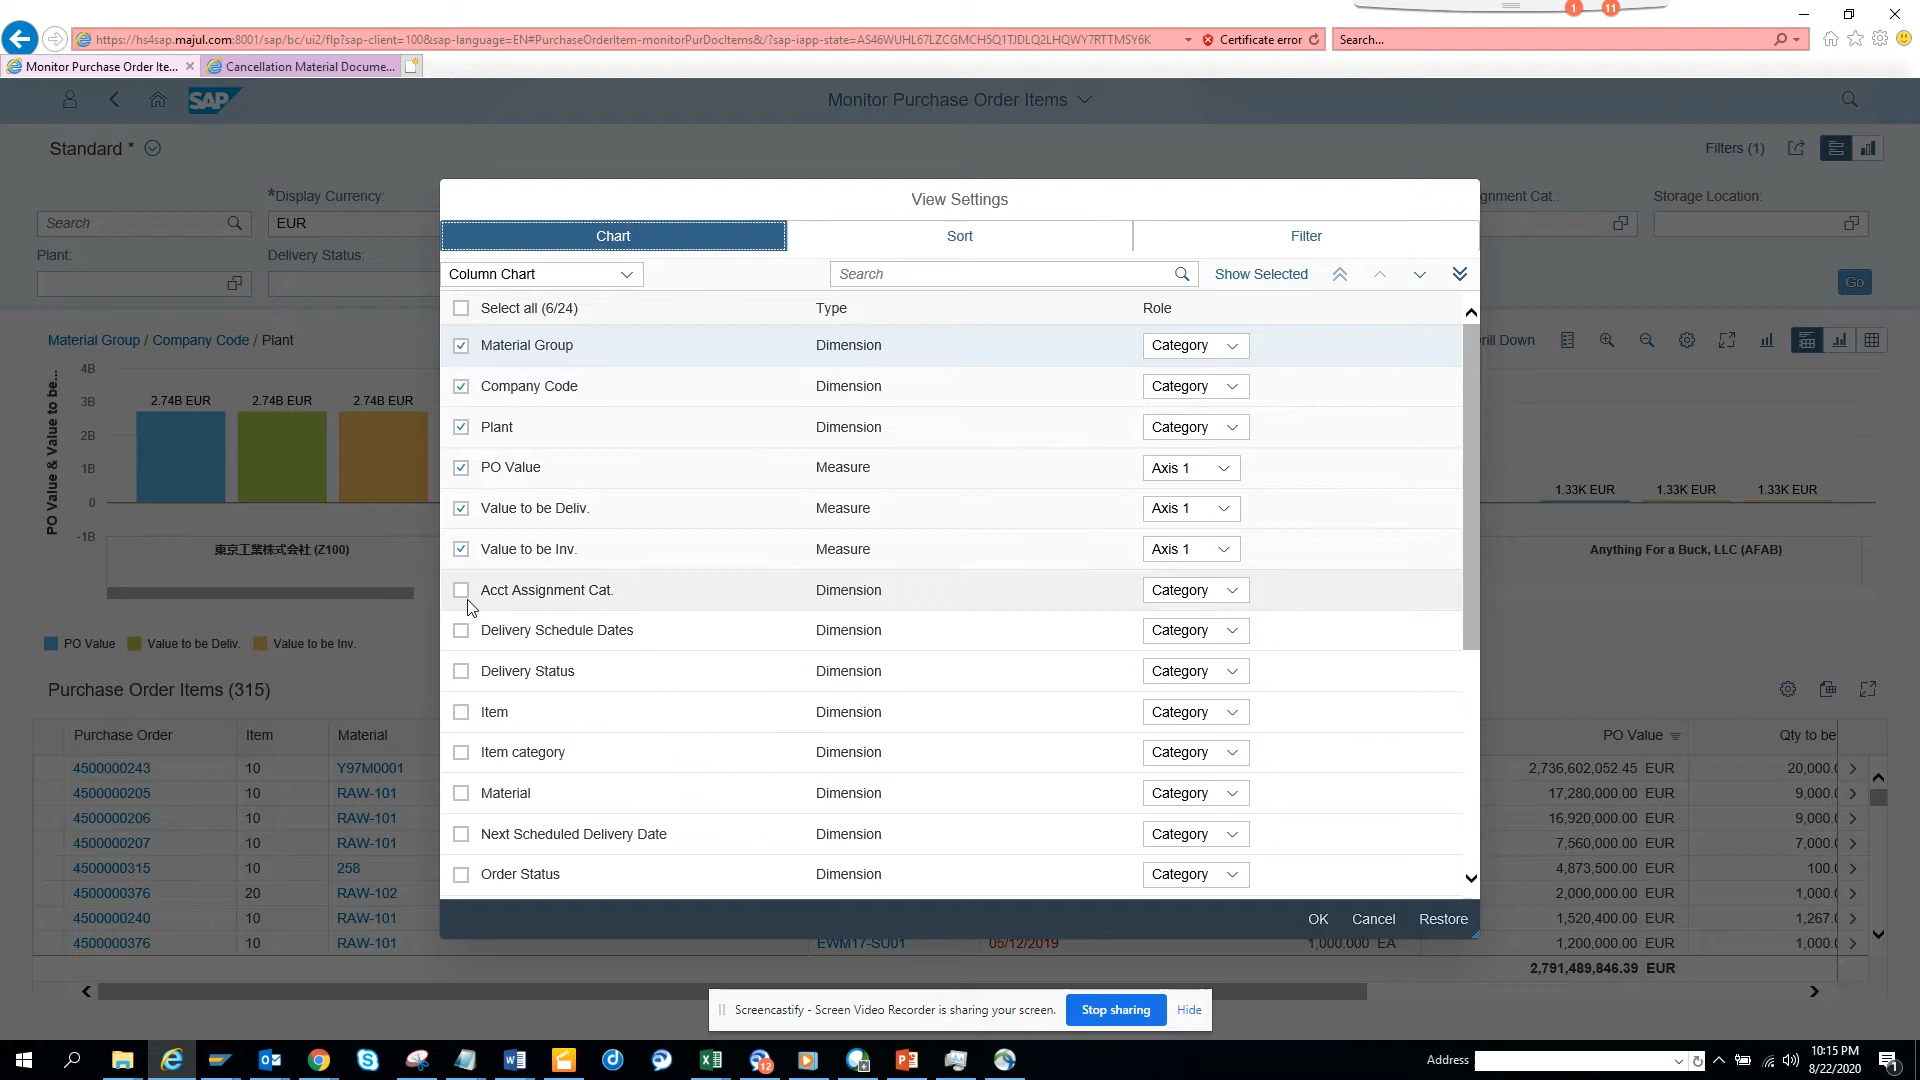 1 11
https://hs4sap.majul.com:8001/sap/bc/ui2/flp?sap-client=100&sap-language=EN#PurchaseOrderItem-monitorPurDocItems&/?sap-iapp-state=AS46WUHL67LZCGMCH5Q1TJDLQ2LHQWY7RTTMSY6K Certificate error Search...
Monitor Purchase Order Ite... Cancellation Material Docume...
SAP Monitor Purchase Order Items
Standard * Filters (1)
*Display Currency: gnment Cat.: Storage Location:
Search EUR
Plant: Delivery Status:
Go
Material Group / Company Code / Plant rill Down
PO Value & Value to be...
4B
3B
2B
1B
0
-1B
2.74B EUR 2.74B EUR 2.74B EUR
1.33K EUR 1.33K EUR 1.33K EUR
東京工業株式会社 (Z100) Anything For a Buck, LLC (AFAB)
PO Value Value to be Deliv. Value to be Inv.
View Settings
Chart Sort Filter
Column Chart Search Show Selected
Select all (6/24) Type Role
Material Group Dimension Category
Company Code Dimension Category
Plant Dimension Category
PO Value Measure Axis 1
Value to be Deliv. Measure Axis 1
Value to be Inv. Measure Axis 1
Acct Assignment Cat. Dimension Category
Delivery Schedule Dates Dimension Category
Delivery Status Dimension Category
Item Dimension Category
Item category Dimension Category
Material Dimension Category
Next Scheduled Delivery Date Dimension Category
Order Status Dimension Category
OK Cancel Restore
Purchase Order Items (315)
Purchase Order Item Material PO Value Qty to be
4500000243 10 Y97M0001 2,736,602,052.45 EUR 20,000.0
4500000205 10 RAW-101 17,280,000.00 EUR 9,000.0
4500000206 10 RAW-101 16,920,000.00 EUR 9,000.0
4500000207 10 RAW-101 7,560,000.00 EUR 7,000.0
4500000315 10 258 4,873,500.00 EUR 100.0
4500000376 20 RAW-102 2,000,000.00 EUR 1,000.0
4500000240 10 RAW-101 1,520,400.00 EUR 1,267.0
4500000376 10 RAW-101 EWM17-SU01 05/12/2019 1,000.000 EA 1,200,000.00 EUR 1,000.0
2,791,489,846.39 EUR
Screencastify - Screen Video Recorder is sharing your screen. Stop sharing Hide
12 Address 10:15 PM
8/22/2020 1